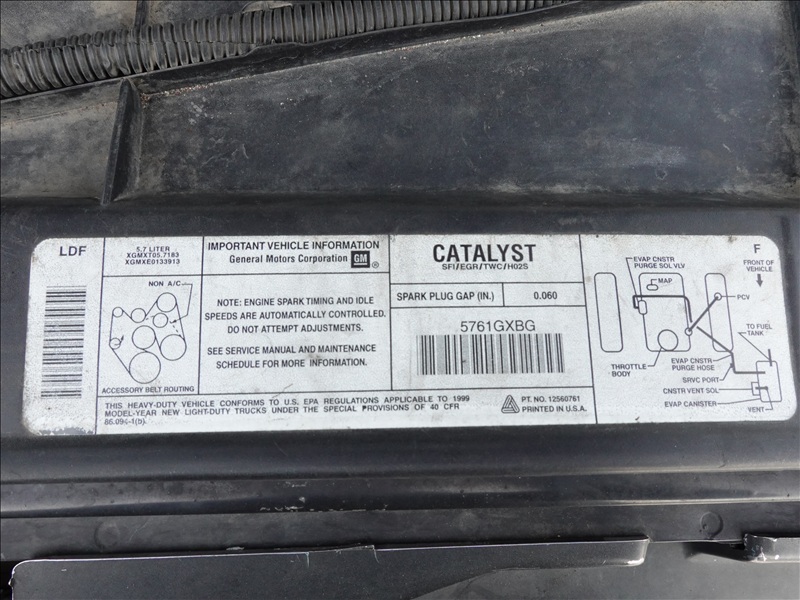 LDF
5.7 LITER
XGMXT05.7183
XGMXE0133913
NON A/C
ACCESSORY BELT ROUTING
IMPORTANT VEHICLE INFORMATION
General Motors Corporation GM
NOTE: ENGINE SPARK TIMING AND IDLE
SPEEDS ARE AUTOMATICALLY CONTROLLED.
DO NOT ATTEMPT ADJUSTMENTS.
SEE SERVICE MANUAL AND MAINTENANCE
SCHEDULE FOR MORE INFORMATION.
CATALYST
SFI/EGR/TWC/HO2S
SPARK PLUG GAP (IN.) 0.060
5761GXBG
THIS HEAVY-DUTY VEHICLE CONFORMS TO U.S. EPA REGULATIONS APPLICABLE TO 1999
MODEL-YEAR NEW LIGHT-DUTY TRUCKS UNDER THE SPECIAL PROVISIONS OF 40 CFR
86.094-1(b).
PT. NO. 12560761
PRINTED IN U.S.A.
F
FRONT OF
VEHICLE
EVAP CNSTR
PURGE SOL VLV
MAP
PCV
TO FUEL
TANK
THROTTLE
BODY
EVAP CNSTR
PURGE HOSE
SRVC PORT
CNSTR VENT SOL
EVAP CANISTER
VENT